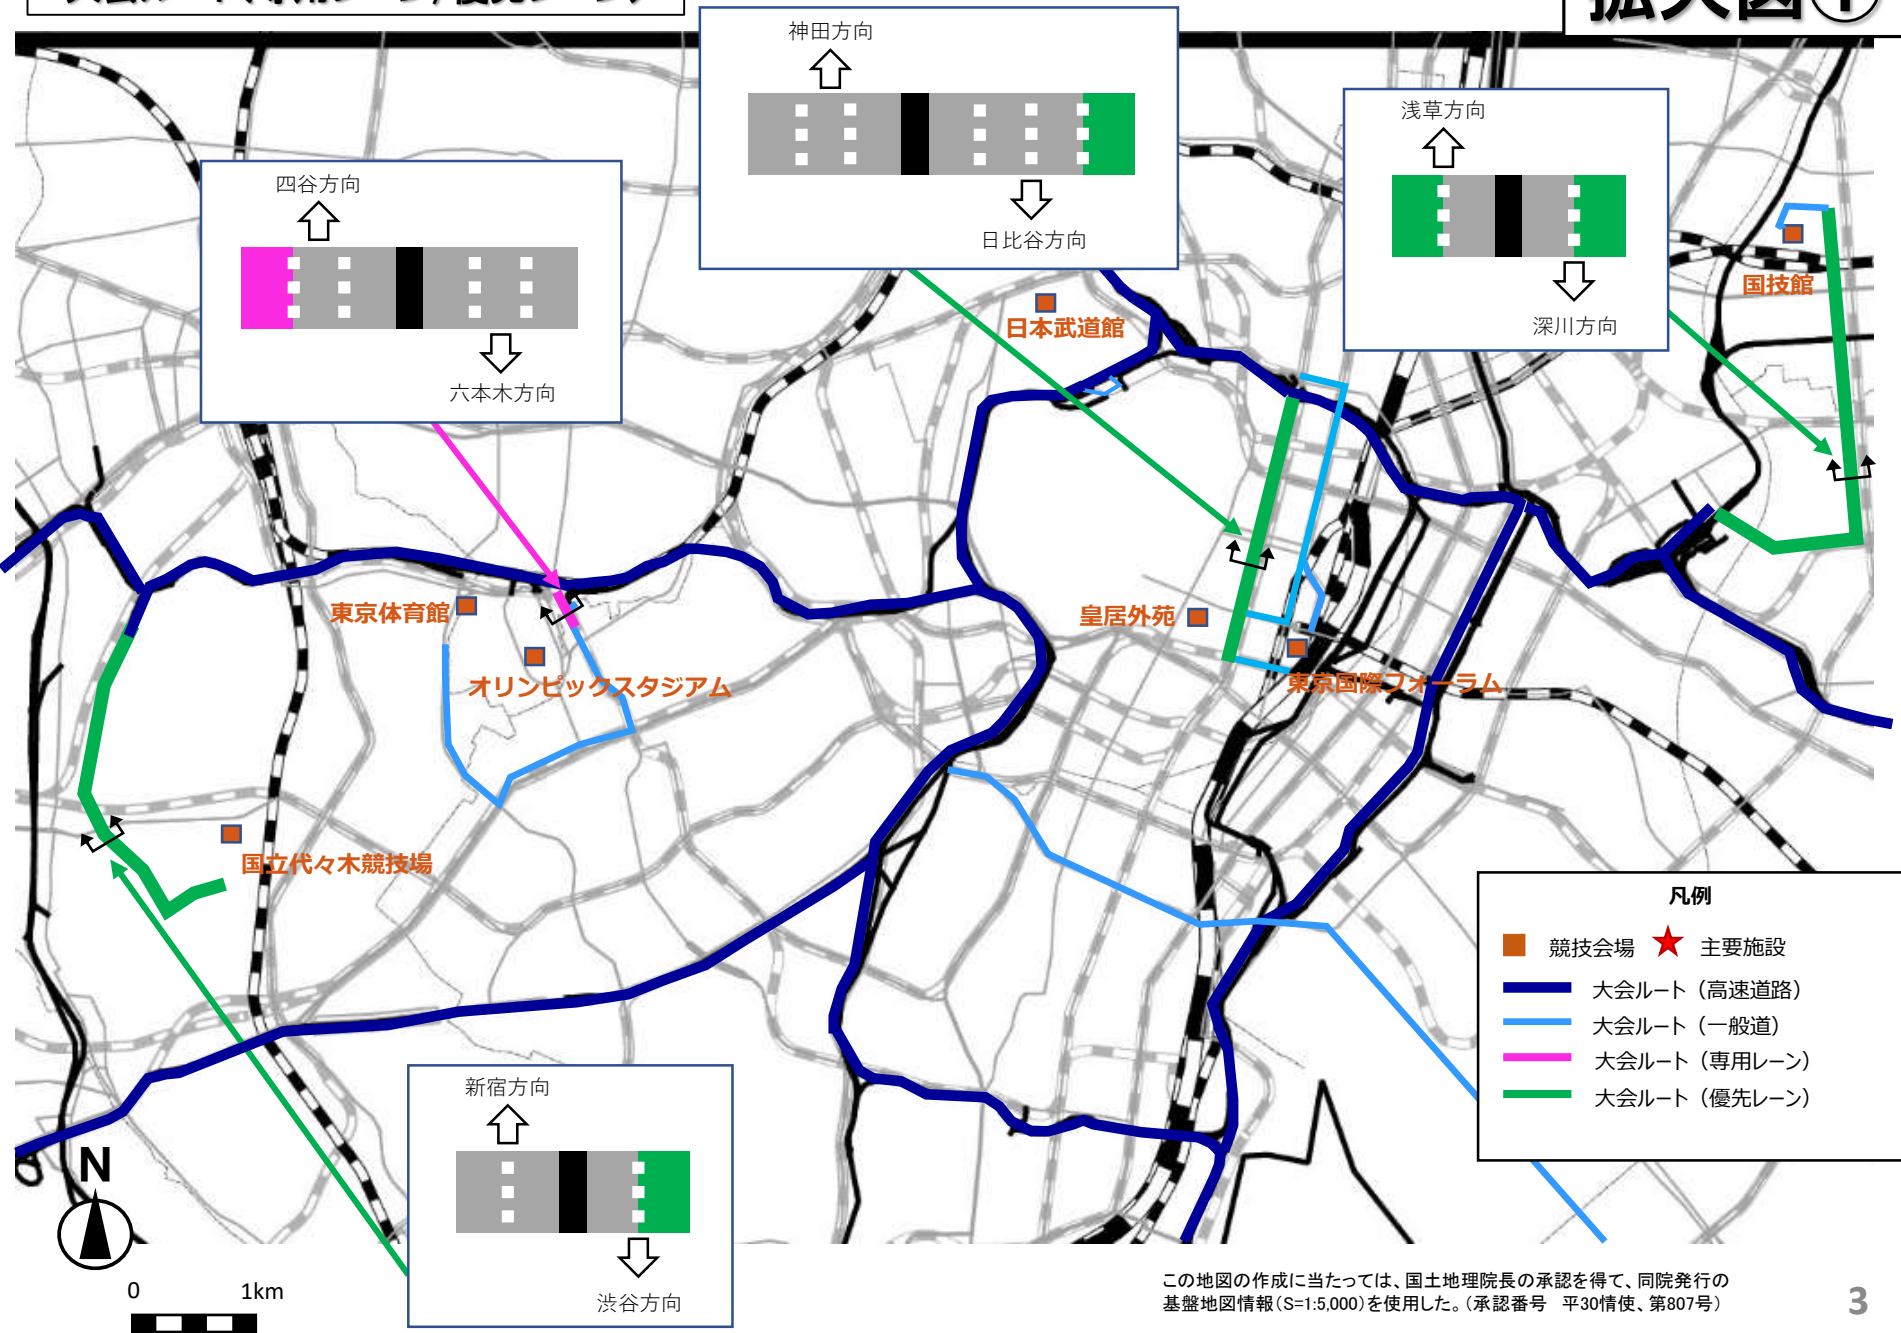 拡大図①
神田方向
日比谷方向
浅草方向
深川方向
四谷方向
六本木方向
国技館
日本武道館
東京体育館
オリンピックスタジアム
皇居外苑
東京国際フォーラム
国立代々木競技場
新宿方向
渋谷方向
凡例
競技会場 主要施設
大会ルート（高速道路）
大会ルート（一般道）
大会ルート（専用レーン）
大会ルート（優先レーン）
N
0 1km
この地図の作成に当たっては、国土地理院長の承認を得て、同院発行の
基盤地図情報（S=1:5,000）を使用した。（承認番号 平30情使、第807号）
3